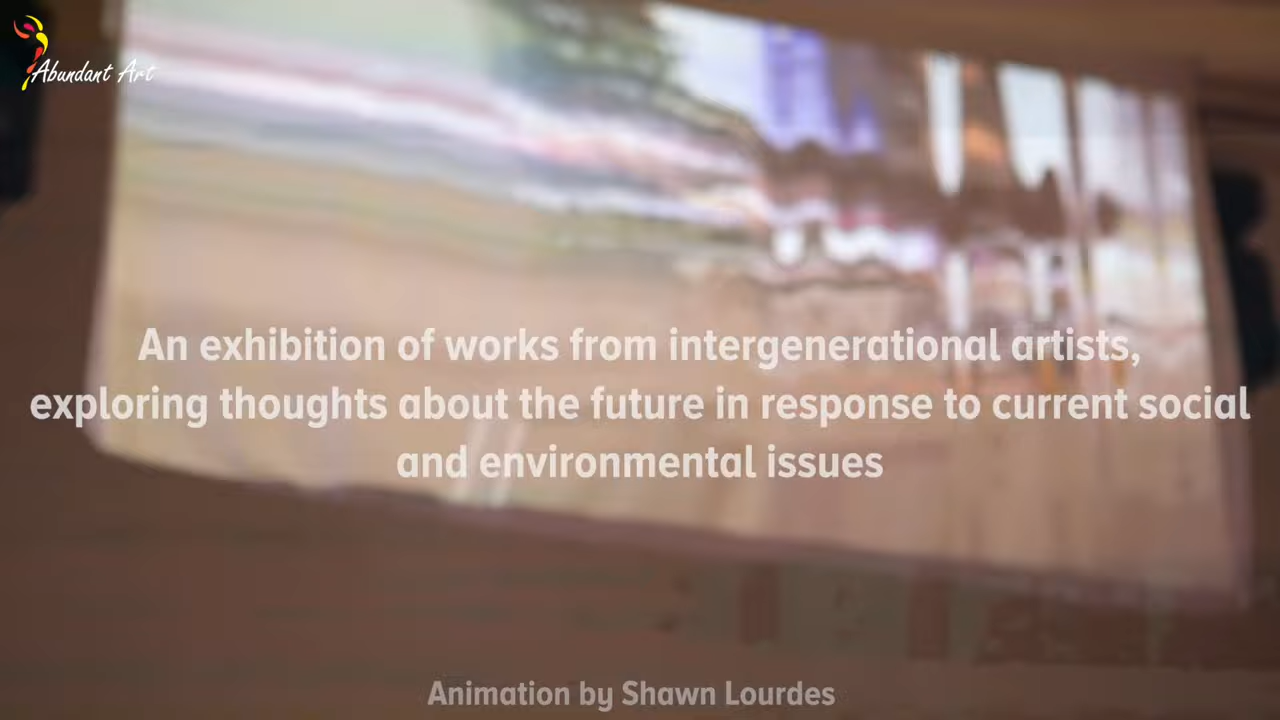 Abundant Art
An exhibition of works from intergenerational artists,
exploring thoughts about the future in response to current social
and environmental issues
Animation by Shawn Lourdes